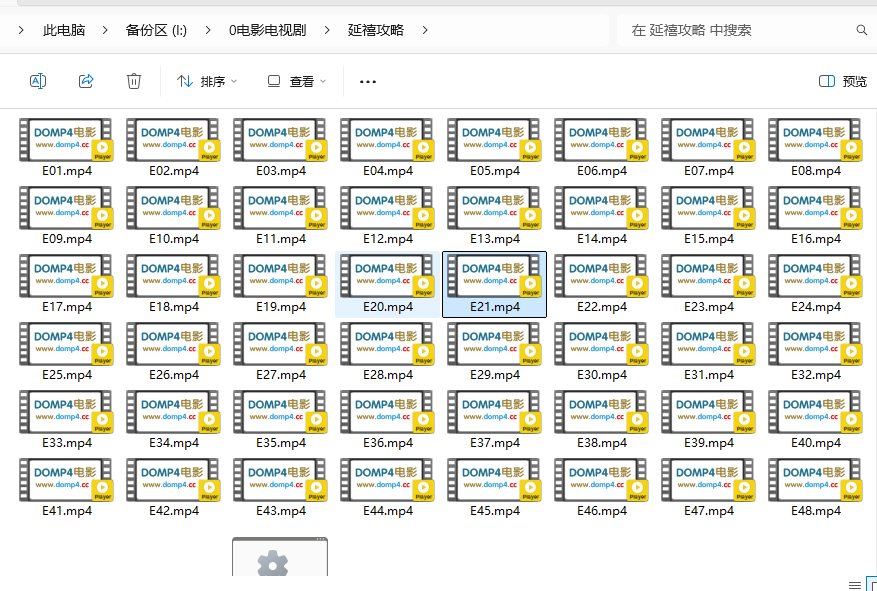 此电脑 备份区 (I:) 0电影电视剧 延禧攻略 在 延禧攻略 中搜索
排序 查看 预览
DOMP4电影 DOMP4电影 DOMP4电影 DOMP4电影 DOMP4电影 DOMP4电影 DOMP4电影 DOMP4电影
www.domp4.cc www.domp4.cc www.domp4.cc www.domp4.cc www.domp4.cc www.domp4.cc www.domp4.cc www.domp4.cc
Player Player Player Player Player Player Player Player
E01.mp4 E02.mp4 E03.mp4 E04.mp4 E05.mp4 E06.mp4 E07.mp4 E08.mp4
DOMP4电影 DOMP4电影 DOMP4电影 DOMP4电影 DOMP4电影 DOMP4电影 DOMP4电影 DOMP4电影
www.domp4.cc www.domp4.cc www.domp4.cc www.domp4.cc www.domp4.cc www.domp4.cc www.domp4.cc www.domp4.cc
Player Player Player Player Player Player Player Player
E09.mp4 E10.mp4 E11.mp4 E12.mp4 E13.mp4 E14.mp4 E15.mp4 E16.mp4
DOMP4电影 DOMP4电影 DOMP4电影 DOMP4电影 DOMP4电影 DOMP4电影 DOMP4电影 DOMP4电影
www.domp4.cc www.domp4.cc www.domp4.cc www.domp4.cc www.domp4.cc www.domp4.cc www.domp4.cc www.domp4.cc
Player Player Player Player Player Player Player Player
E17.mp4 E18.mp4 E19.mp4 E20.mp4 E21.mp4 E22.mp4 E23.mp4 E24.mp4
DOMP4电影 DOMP4电影 DOMP4电影 DOMP4电影 DOMP4电影 DOMP4电影 DOMP4电影 DOMP4电影
www.domp4.cc www.domp4.cc www.domp4.cc www.domp4.cc www.domp4.cc www.domp4.cc www.domp4.cc www.domp4.cc
Player Player Player Player Player Player Player Player
E25.mp4 E26.mp4 E27.mp4 E28.mp4 E29.mp4 E30.mp4 E31.mp4 E32.mp4
DOMP4电影 DOMP4电影 DOMP4电影 DOMP4电影 DOMP4电影 DOMP4电影 DOMP4电影 DOMP4电影
www.domp4.cc www.domp4.cc www.domp4.cc www.domp4.cc www.domp4.cc www.domp4.cc www.domp4.cc www.domp4.cc
Player Player Player Player Player Player Player Player
E33.mp4 E34.mp4 E35.mp4 E36.mp4 E37.mp4 E38.mp4 E39.mp4 E40.mp4
DOMP4电影 DOMP4电影 DOMP4电影 DOMP4电影 DOMP4电影 DOMP4电影 DOMP4电影 DOMP4电影
www.domp4.cc www.domp4.cc www.domp4.cc www.domp4.cc www.domp4.cc www.domp4.cc www.domp4.cc www.domp4.cc
Player Player Player Player Player Player Player Player
E41.mp4 E42.mp4 E43.mp4 E44.mp4 E45.mp4 E46.mp4 E47.mp4 E48.mp4